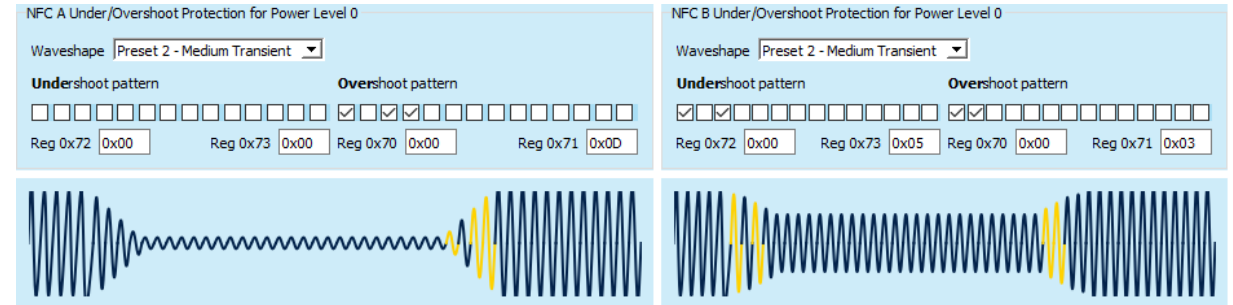 NFC A Under/Overshoot Protection for Power Level 0
Waveshape Preset 2 - Medium Transient
Undershoot pattern Overshoot pattern
Reg 0x72 0x00 Reg 0x73 0x00 Reg 0x70 0x00 Reg 0x71 0x0D
NFC B Under/Overshoot Protection for Power Level 0
Waveshape Preset 2 - Medium Transient
Undershoot pattern Overshoot pattern
Reg 0x72 0x00 Reg 0x73 0x05 Reg 0x70 0x00 Reg 0x71 0x03